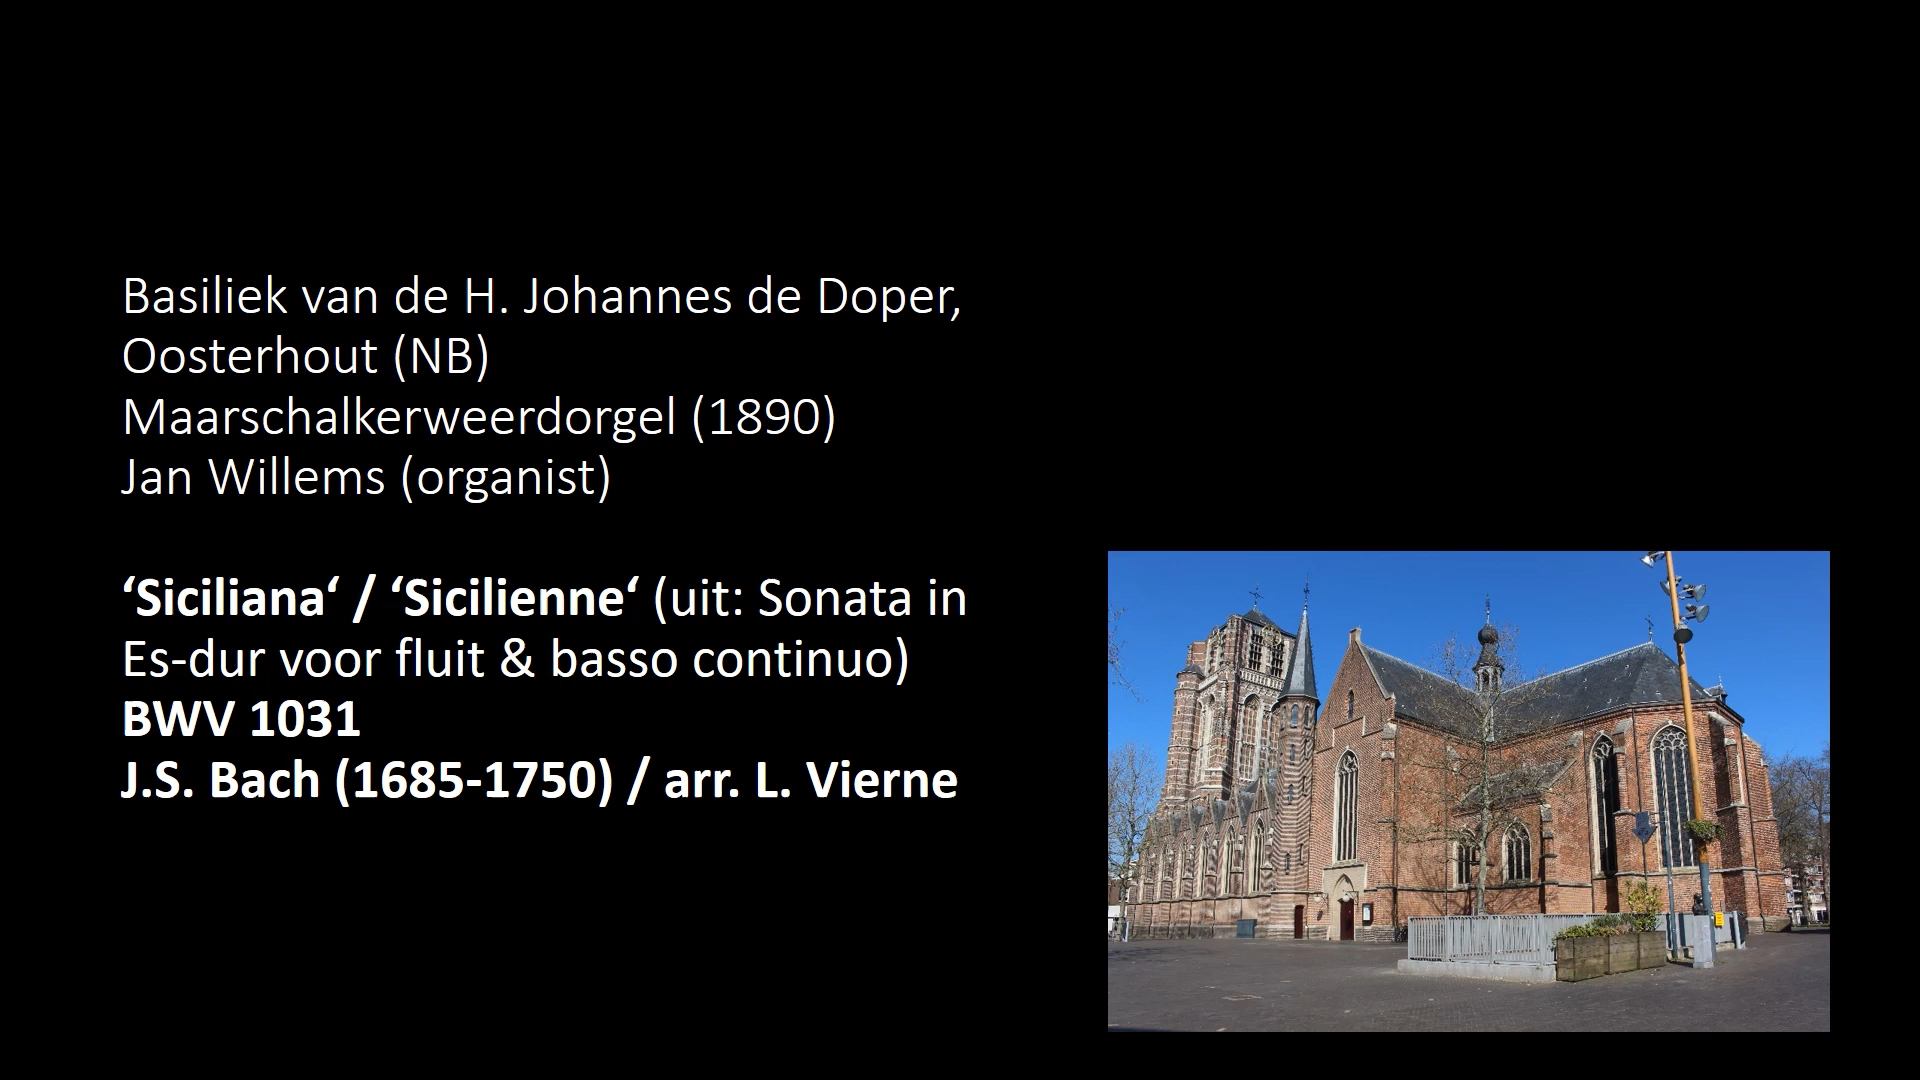 Basiliek van de H. Johannes de Doper,
Oosterhout (NB)
Maarschalkerweerdorgel (1890)
Jan Willems (organist)
‘Siciliana‘ / ‘Sicilienne‘ (uit: Sonata in
Es-dur voor fluit & basso continuo)
BWV 1031
J.S. Bach (1685-1750) / arr. L. Vierne